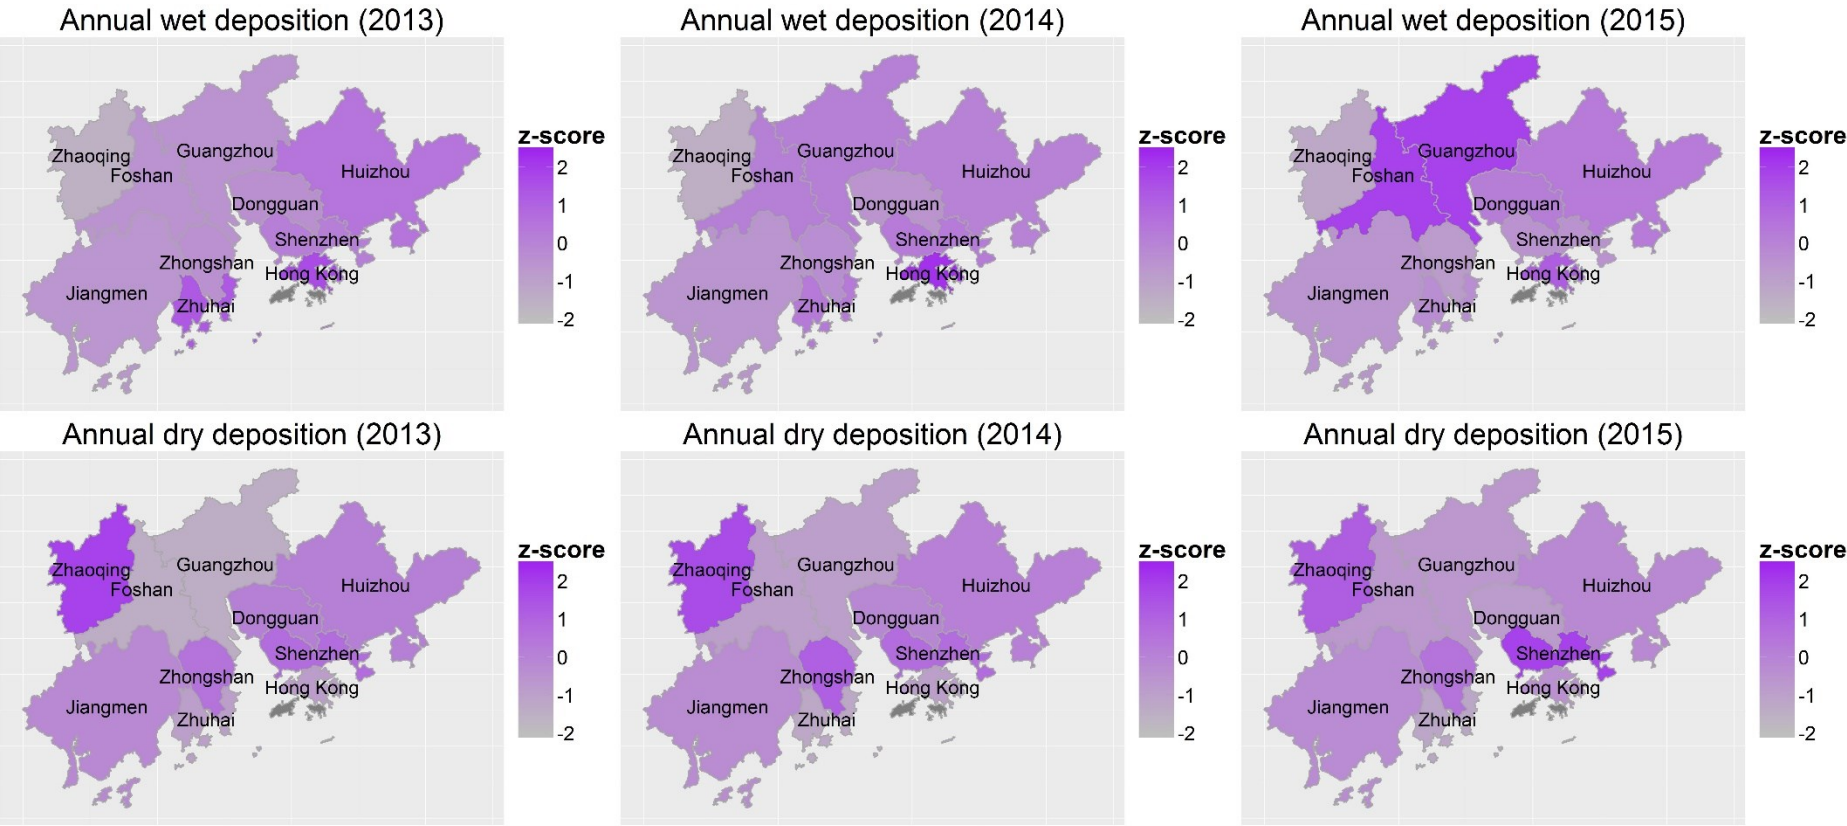 Annual wet deposition (2013)
Zhaoqing
Foshan
Guangzhou
Huizhou
Dongguan
Shenzhen
Zhongshan
Hong Kong
Jiangmen
Zhuhai
z-score
2
1
0
-1
-2
Annual wet deposition (2014)
Zhaoqing
Foshan
Guangzhou
Huizhou
Dongguan
Shenzhen
Zhongshan
Hong Kong
Jiangmen
Zhuhai
z-score
2
1
0
-1
-2
Annual wet deposition (2015)
Zhaoqing
Foshan
Guangzhou
Huizhou
Dongguan
Shenzhen
Zhongshan
Hong Kong
Jiangmen
Zhuhai
z-score
2
1
0
-1
-2
Annual dry deposition (2013)
Zhaoqing
Foshan
Guangzhou
Huizhou
Dongguan
Shenzhen
Zhongshan
Hong Kong
Jiangmen
Zhuhai
z-score
2
1
0
-1
-2
Annual dry deposition (2014)
Zhaoqing
Foshan
Guangzhou
Huizhou
Dongguan
Shenzhen
Zhongshan
Hong Kong
Jiangmen
Zhuhai
z-score
2
1
0
-1
-2
Annual dry deposition (2015)
Zhaoqing
Foshan
Guangzhou
Huizhou
Dongguan
Shenzhen
Zhongshan
Hong Kong
Jiangmen
Zhuhai
z-score
2
1
0
-1
-2